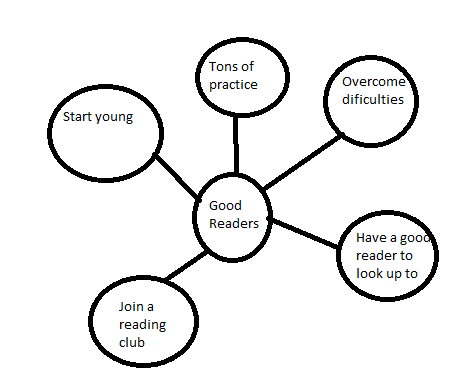 Tons of
practice
Overcome
dificulties
Start young
Good
Readers
Have a good
reader to
look up to
Join a
reading
club